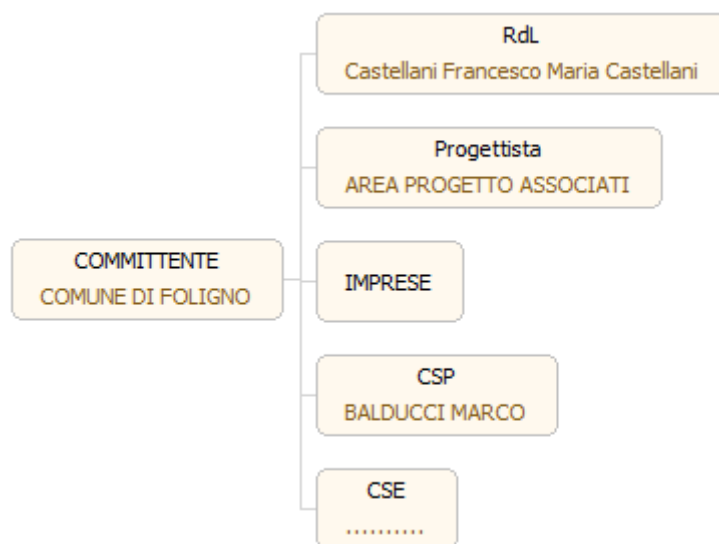 RdL
Castellani Francesco Maria Castellani
Progettista
AREA PROGETTO ASSOCIATI
COMMITTENTE
COMUNE DI FOLIGNO
IMPRESE
CSP
BALDUCCI MARCO
CSE
..........